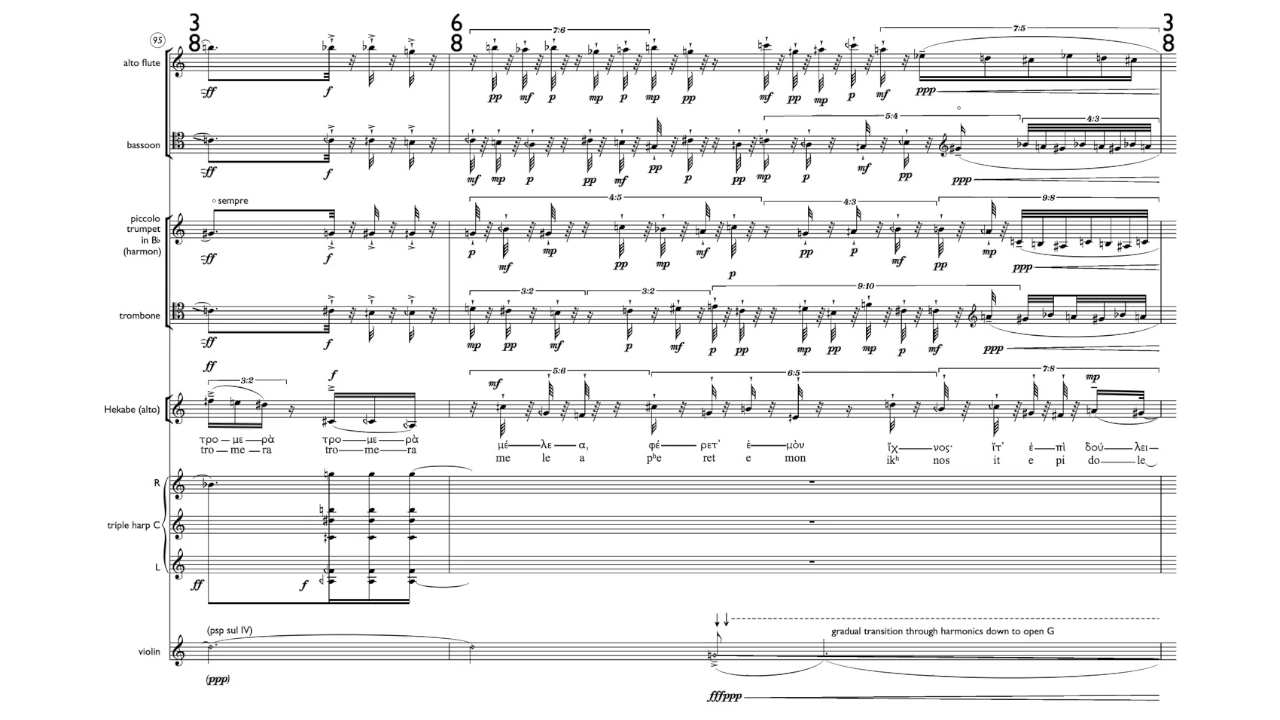 3 6 3
8 8 8
95
7:6 7:5
alto flute
ff f pp mf p mp p mp pp mf pp mp p mf ppp
5:4 4:3
bassoon
ff f mf mp p pp mf pp p pp mp p mf pp ppp
sempre 4:5 4:3 9:8
piccolo
trumpet
in B♭
(harmon)
ff f p mf mp pp mp mf p pp p mf pp mp ppp
3:2 3:2 9:10
trombone
ff f mp pp mf p mf p pp mp pp mp p mf ppp
ff f mf mp
3:2 5:6 6:5 7:8
Hekabe (alto)
τρο — με — ρὰ τρο — με — ρὰ μέ — λε — α, φέ — ρετ’ ἐ — μὸν ἴχ — νος· ἴτ’ ἐ — πὶ δού — λει —
tro — me — ra tro — me — ra me le a pʰe ret e mon ikʰ nos it e pi do — le
R
triple harp C
L
ff f
(psp sul IV) gradual transition through harmonics down to open G
violin
(ppp) fffppp